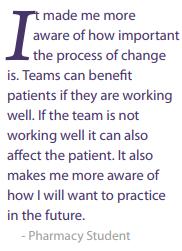 It made me more
aware of how important
the process of change
is. Teams can benefit
patients if they are working
well. If the team is not
working well it can also
affect the patient. It also
makes me more aware of
how I will want to practice
in the future.
- Pharmacy Student